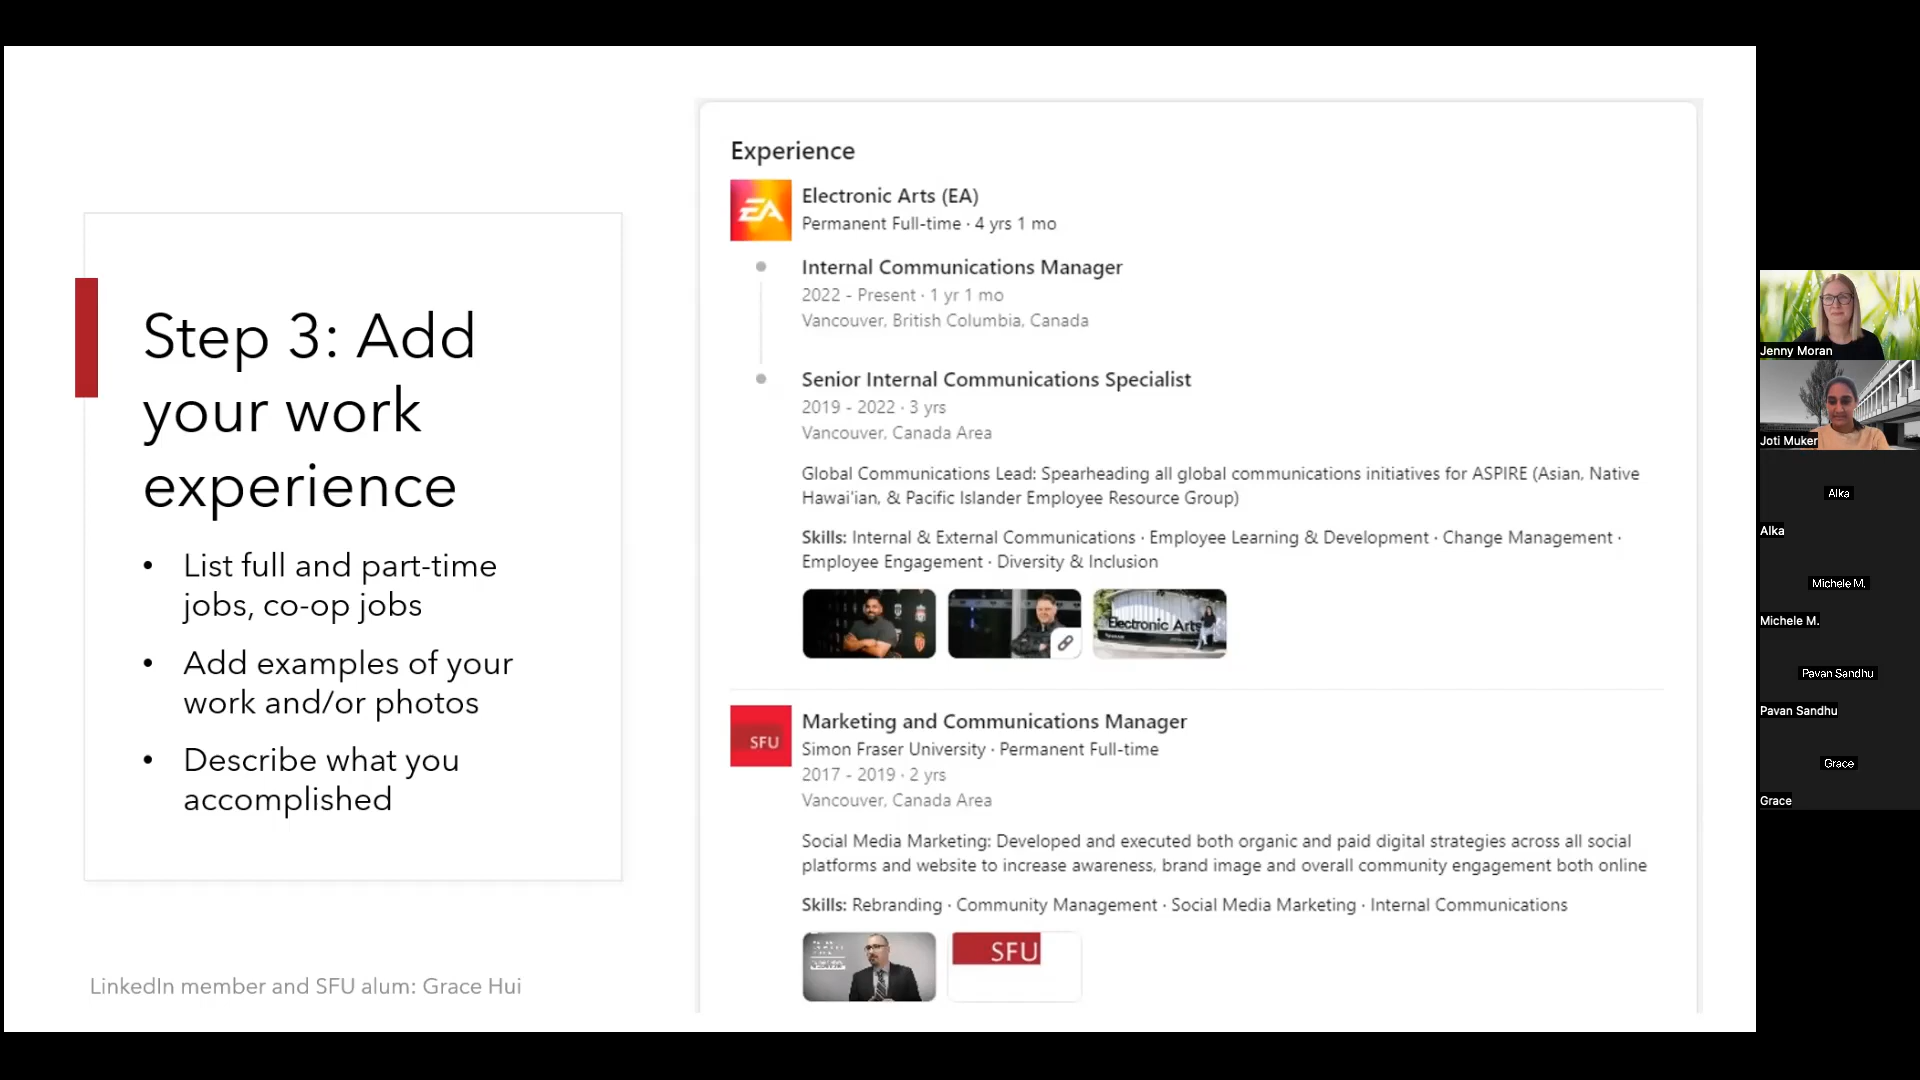 Step 3: Add
your work
experience
• List full and part-time
jobs, co-op jobs
• Add examples of your
work and/or photos
• Describe what you
accomplished
LinkedIn member and SFU alum: Grace Hui
Experience
EA
Electronic Arts (EA)
Permanent Full-time · 4 yrs 1 mo
Internal Communications Manager
2022 - Present · 1 yr 1 mo
Vancouver, British Columbia, Canada
Senior Internal Communications Specialist
2019 - 2022 · 3 yrs
Vancouver, Canada Area
Global Communications Lead: Spearheading all global communications initiatives for ASPIRE (Asian, Native
Hawai'ian, & Pacific Islander Employee Resource Group)
Skills: Internal & External Communications · Employee Learning & Development · Change Management ·
Employee Engagement · Diversity & Inclusion
Electronic Arts
SFU
Marketing and Communications Manager
Simon Fraser University · Permanent Full-time
2017 - 2019 · 2 yrs
Vancouver, Canada Area
Social Media Marketing: Developed and executed both organic and paid digital strategies across all social
platforms and website to increase awareness, brand image and overall community engagement both online
Skills: Rebranding · Community Management · Social Media Marketing · Internal Communications
SFU
Jenny Moran
Joti Muker
Alka
Alka
Michele M.
Michele M.
Pavan Sandhu
Pavan Sandhu
Grace
Grace